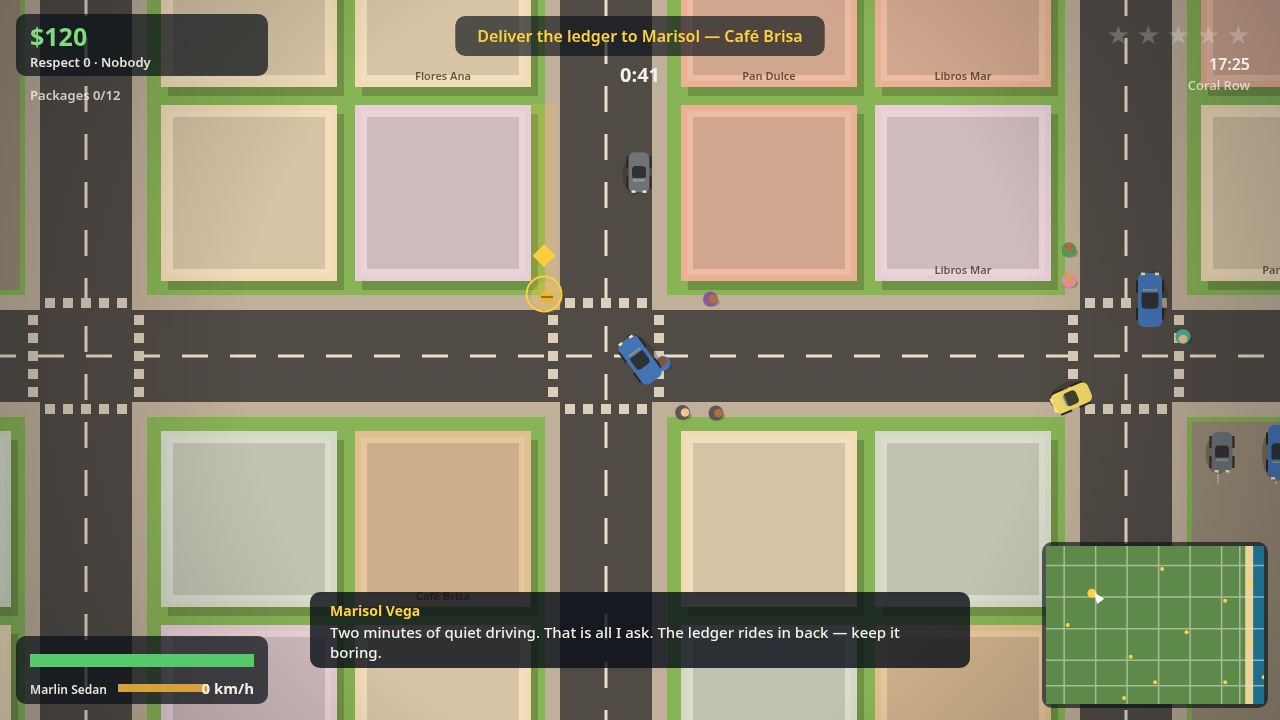 $120
Respect 0 · Nobody
Packages 0/12
Deliver the ledger to Marisol — Café Brisa
0:41
17:25
Coral Row
Flores Ana
Pan Dulce
Libros Mar
Libros Mar
Par
Café Brisa
Marisol Vega
Two minutes of quiet driving. That is all I ask. The ledger rides in back — keep it
boring.
Marlin Sedan
0 km/h